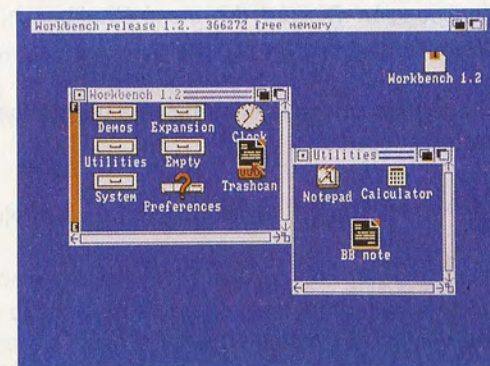 Workbench release 1.2. 366272 free memory
Workbench 1.2
Workbench 1.2
Demos Expansion Clock
Utilities Empty Trashcan
System Preferences
Utilities
Notepad Calculator
BB note
F
E